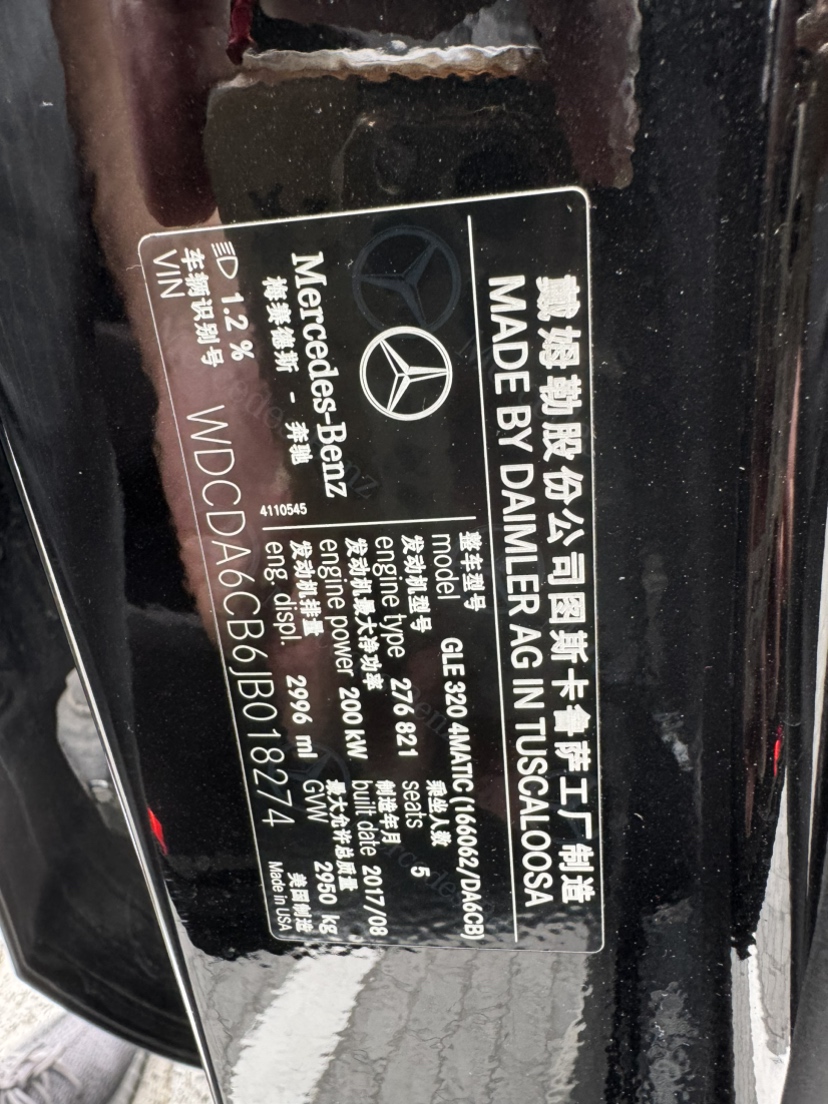 戴姆勒股份公司图斯卡鲁萨工厂制造
MADE BY DAIMLER AG IN TUSCALOOSA
Mercedes-Benz
梅赛德斯 - 奔驰
4110545
整车型号
model GLE 320 4MATIC (166062/DA6CB)
发动机型号 乘坐人数
engine type 276 821 seats 5
发动机最大净功率 制造年月
engine power 200 kW built date 2017/08
发动机排量 最大允许总质量
eng. displ. 2996 ml GVW 2950 kg
美国制造
Made in USA
1.2 %
车辆识别号
VIN WDCDA6CB6JB018274